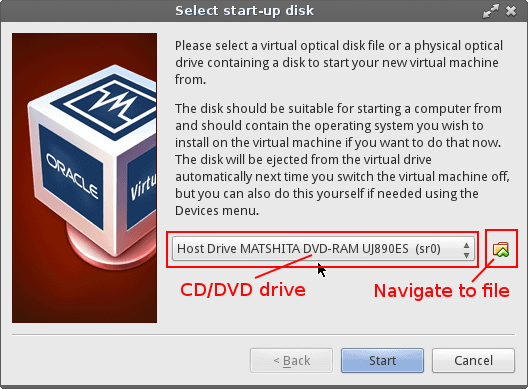 Select start-up disk
Please select a virtual optical disk file or a physical optical
drive containing a disk to start your new virtual machine
from.
The disk should be suitable for starting a computer from
and should contain the operating system you wish to
install on the virtual machine if you want to do that now.
The disk will be ejected from the virtual drive
automatically next time you switch the virtual machine off,
but you can also do this yourself if needed using the
Devices menu.
ORACLE
Virtu
Host Drive MATSHITA DVD-RAM UJ890ES (sr0)
CD/DVD drive
Navigate to file
< Back
Start
Cancel